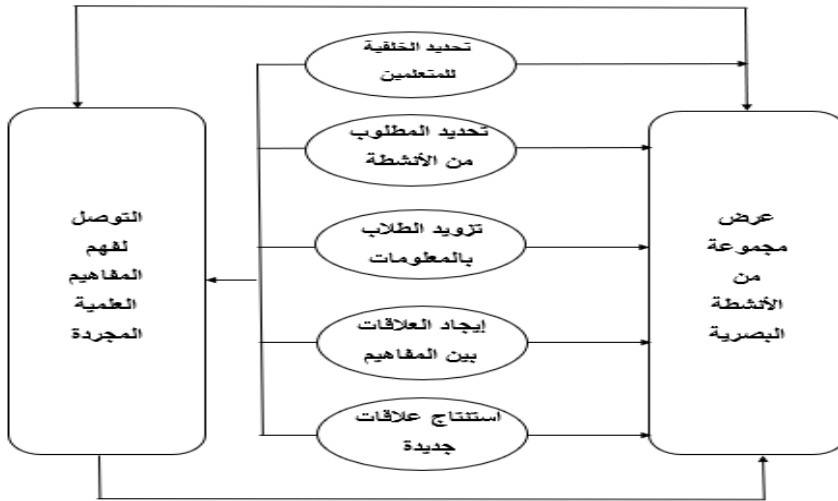 عرض
مجموعة
من
الأنشطة
البصرية
تحديد الخلفية
للمتعلمين
تحديد المطلوب
من الأنشطة
تزويد الطلاب
بالمعلومات
إيجاد العلاقات
بين المفاهيم
استنتاج علاقات
جديدة
التوصل
لفهم
المفاهيم
العلمية
المجردة